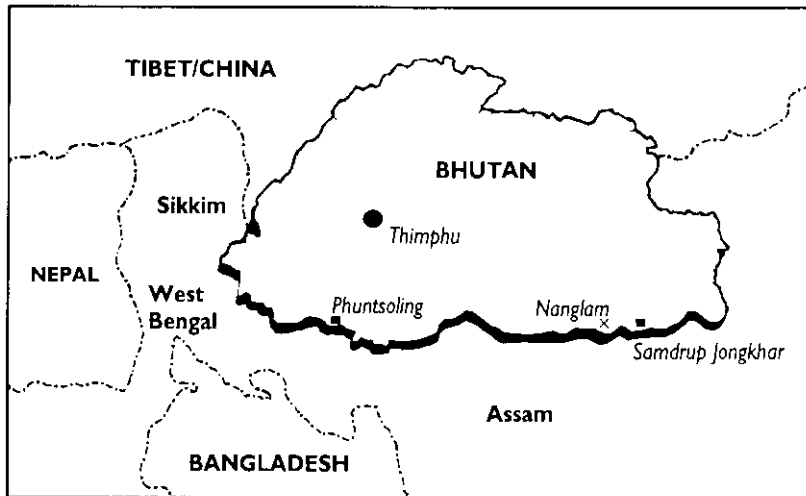 TIBET/CHINA
BHUTAN
Sikkim
Thimphu
NEPAL
West
Bengal
Phuntsoling
Nanglam
Samdrup Jongkhar
Assam
BANGLADESH